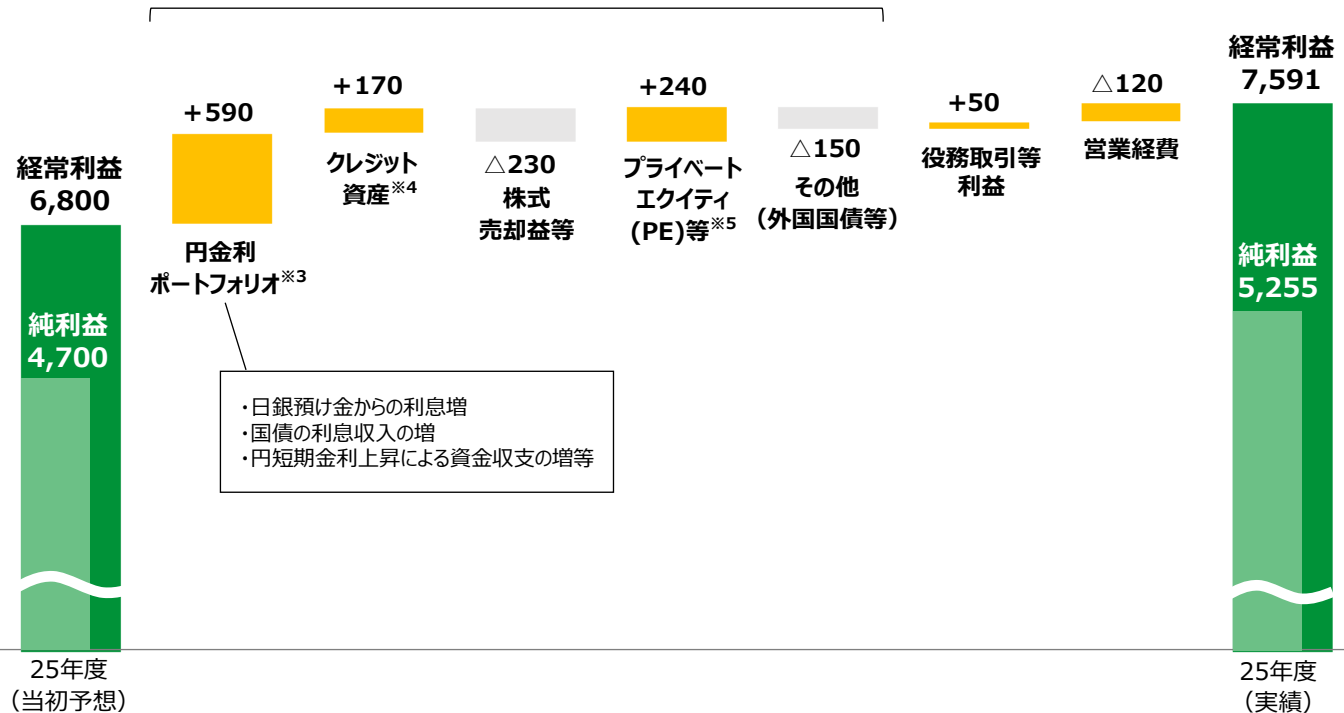 経常利益
6,800
純利益
4,700
+590
円金利
ポートフォリオ※3
+170
クレジット
資産※4
△230
株式
売却益等
+240
プライベート
エクイティ
(PE)等※5
△150
その他
（外国国債等）
+50
役務取引等
利益
△120
営業経費
経常利益
7,591
純利益
5,255
・日銀預け金からの利息増
・国債の利息収入の増
・円短期金利上昇による資金収支の増等
25年度
（当初予想）
25年度
（実績）